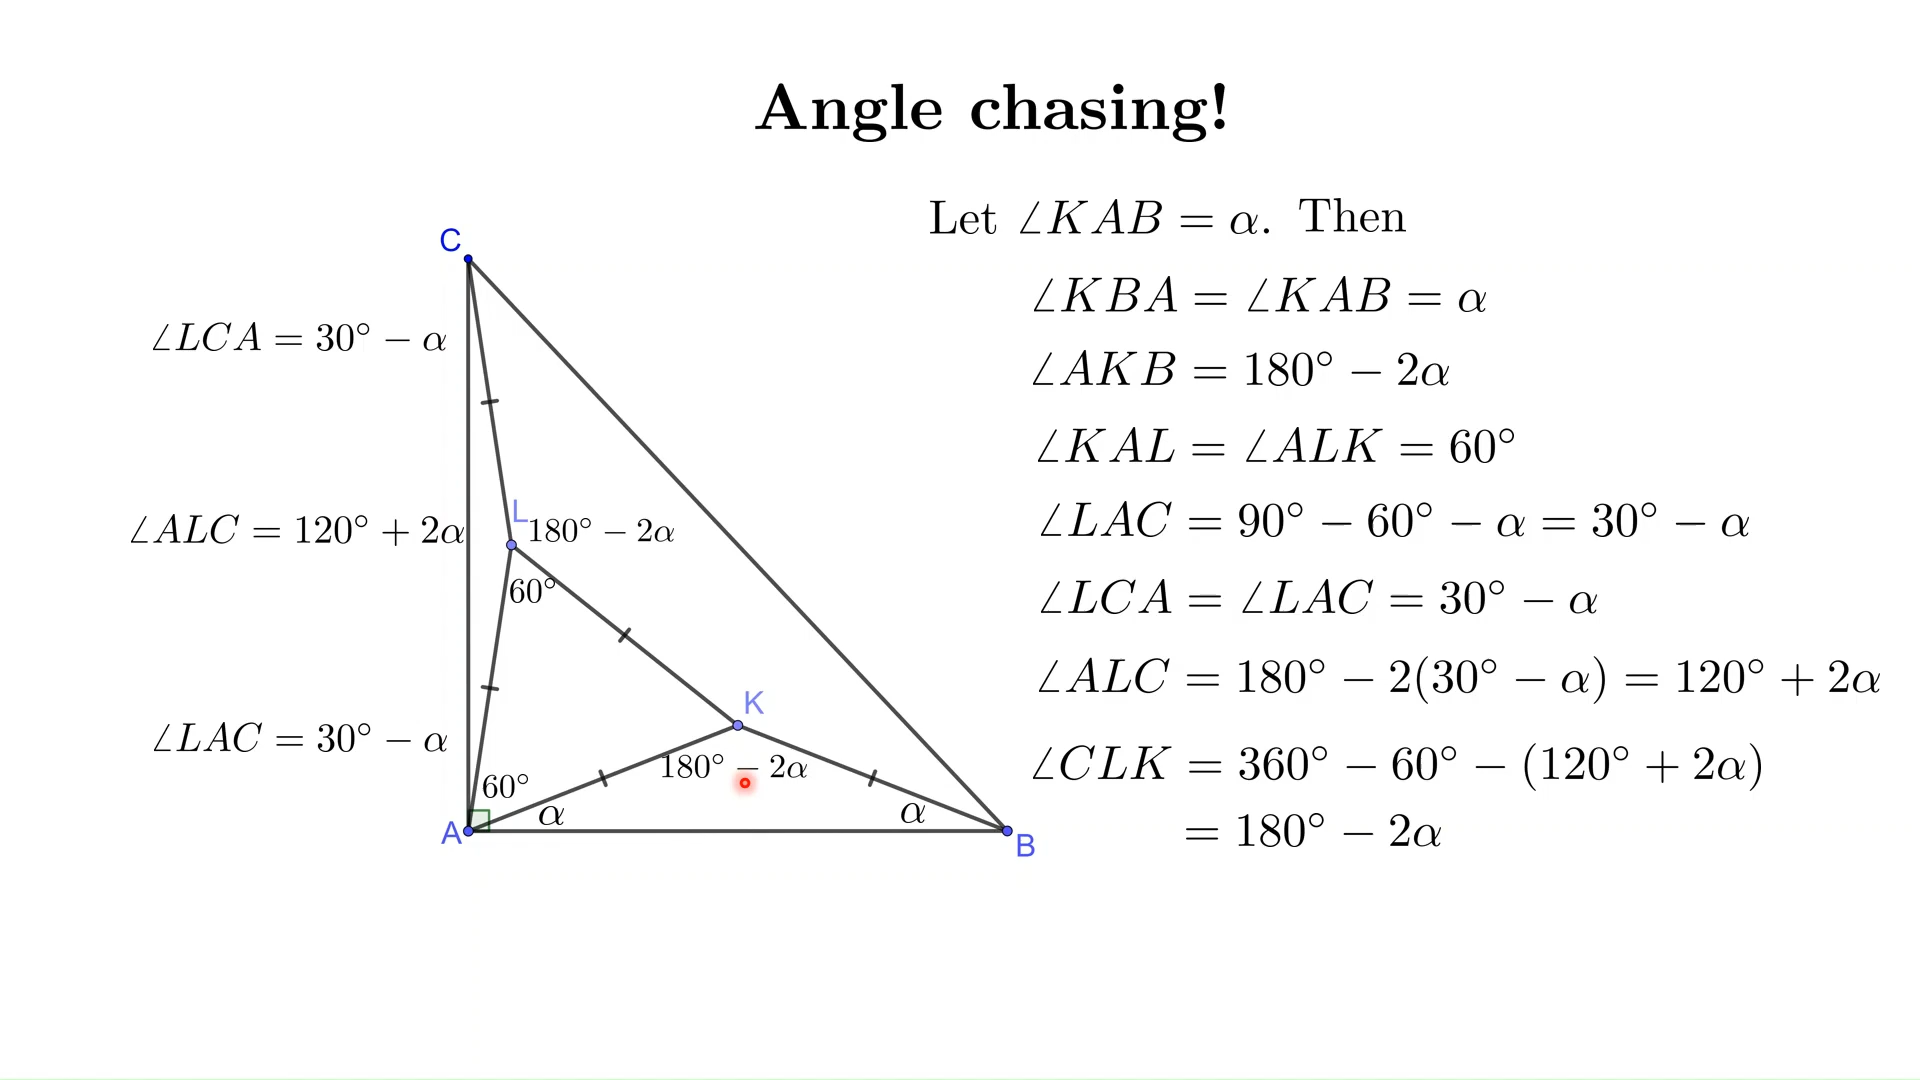 Angle chasing!
Let ∠KAB = α. Then
∠KBA = ∠KAB = α
∠AKB = 180° − 2α
∠KAL = ∠ALK = 60°
∠LAC = 90° − 60° − α = 30° − α
∠LCA = ∠LAC = 30° − α
∠ALC = 180° − 2(30° − α) = 120° + 2α
∠CLK = 360° − 60° − (120° + 2α)
= 180° − 2α
C
∠LCA = 30° − α
L
∠ALC = 120° + 2α
180° − 2α
60°
K
∠LAC = 30° − α
180° − 2α
60°
α
α
A
B